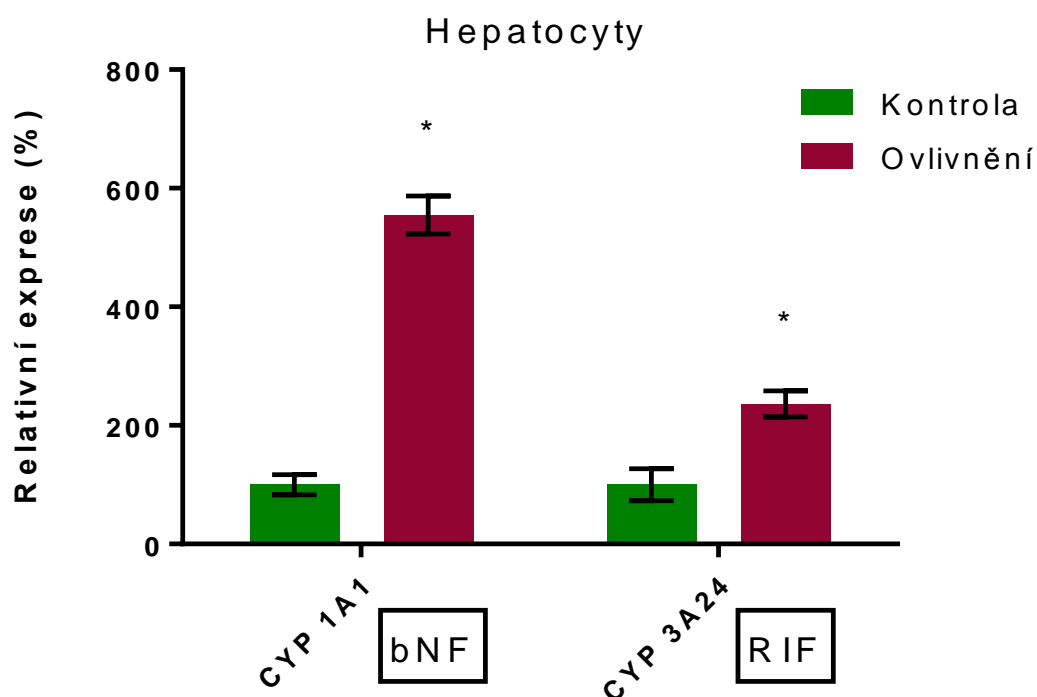 Hepatocyty
Relativní exprese (%)
800
600
400
200
0
*
*
Kontrola
Ovlivnění
CYP 1A1
bNF
CYP 3A24
RIF